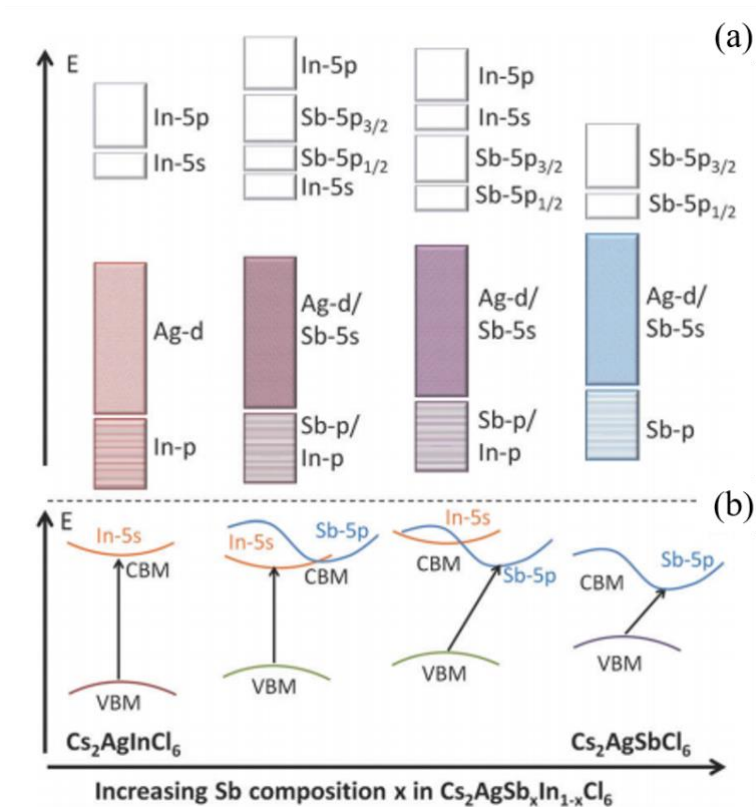 (a)
E
In-5p
In-5s
Ag-d
In-p
In-5p
Sb-5p3/2
Sb-5p1/2
In-5s
Ag-d/
Sb-5s
Sb-p/
In-p
In-5p
In-5s
Sb-5p3/2
Sb-5p1/2
Ag-d/
Sb-5s
Sb-p/
In-p
Sb-5p3/2
Sb-5p1/2
Ag-d/
Sb-5s
Sb-p
(b)
E
In-5s
CBM
VBM
Cs2AgInCl6
In-5s
Sb-5p
CBM
VBM
In-5s
CBM
Sb-5p
VBM
Sb-5p
CBM
VBM
Cs2AgSbCl6
Increasing Sb composition x in Cs2AgSbxIn1-xCl6